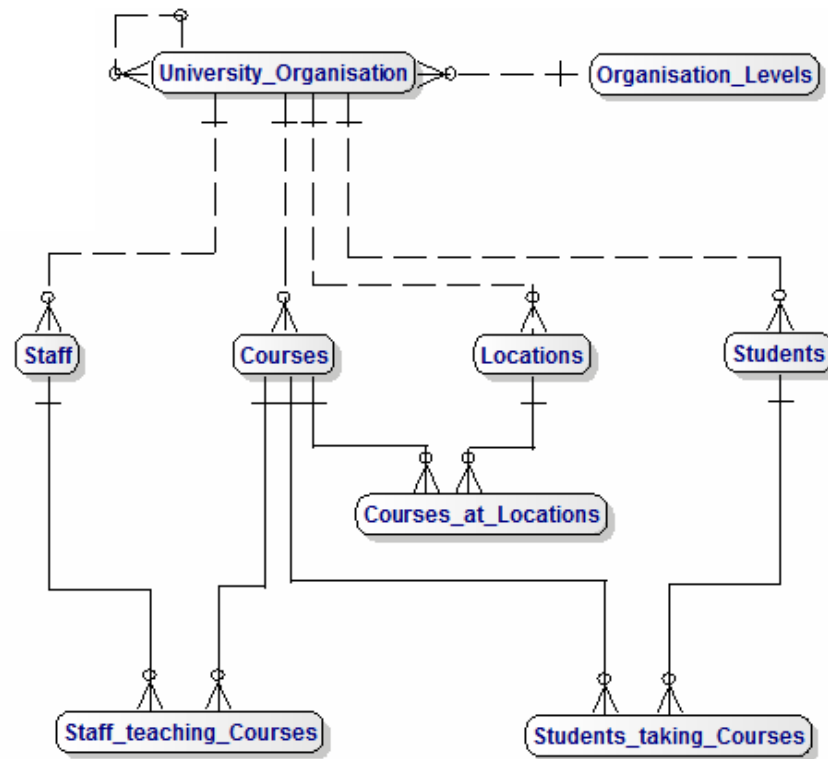 University_Organisation
Organisation_Levels
Staff
Courses
Locations
Students
Courses_at_Locations
Staff_teaching_Courses
Students_taking_Courses